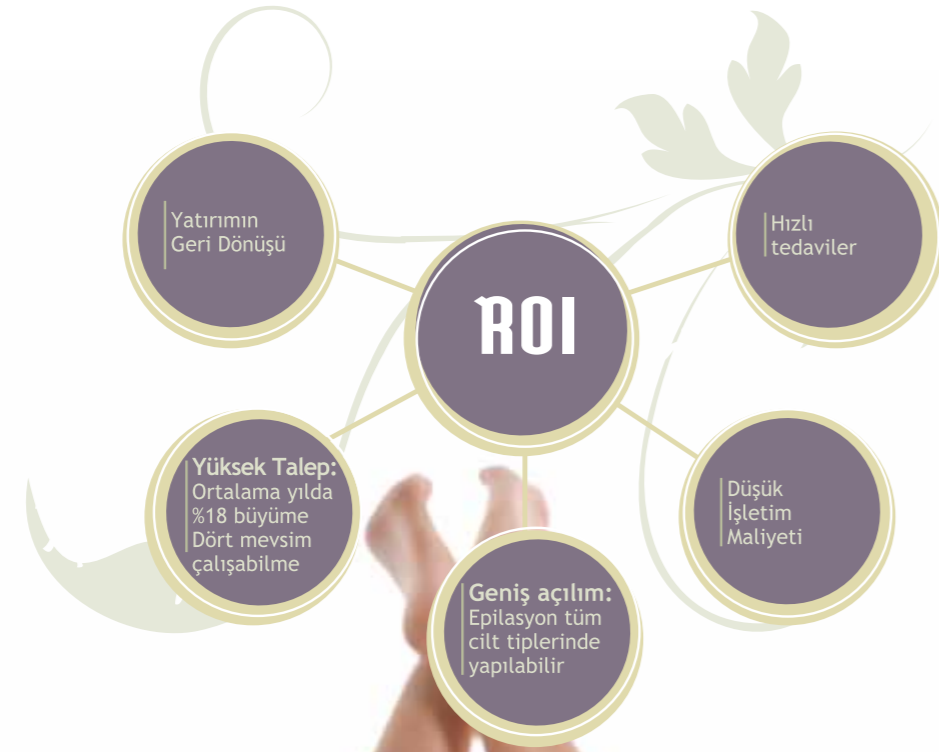 Yatırımın
Geri Dönüşü
Hızlı
tedaviler
ROI
Yüksek Talep:
Ortalama yılda
%18 büyüme
Dört mevsim
çalışabilme
Düşük
İşletim
Maliyeti
Geniş açılım:
Epilasyon tüm
cilt tiplerinde
yapılabilir